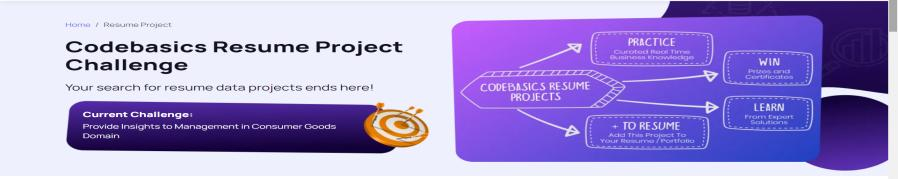 Home / Resume Project
Codebasics Resume Project
Challenge
Your search for resume data projects ends here!
Current Challenge:
Provide Insights to Management in Consumer Goods
Domain
CODEBASICS RESUME
PROJECTS
PRACTICE
Curated Real Time
Business Knowledge
WIN
Prizes and
Certificates
LEARN
From Expert
Solutions
+ TO RESUME
Add This Project To
Your Resume / Portfolio